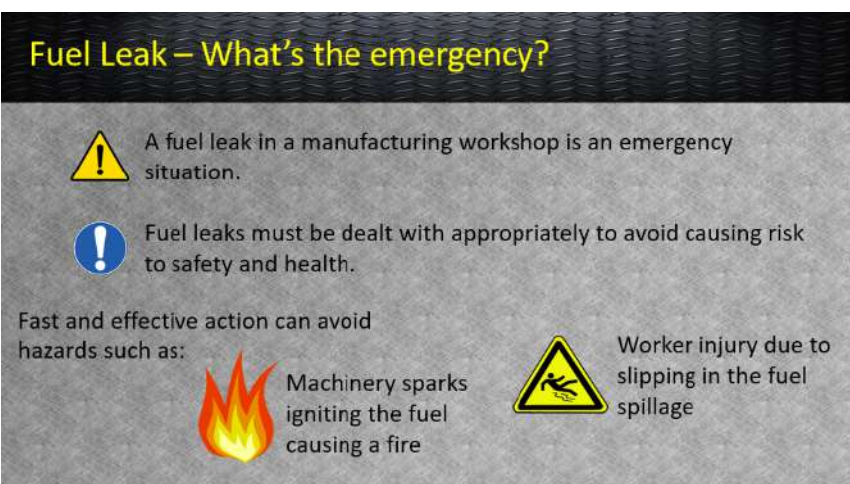 Fuel Leak – What's the emergency?
A fuel leak in a manufacturing workshop is an emergency
situation.
Fuel leaks must be dealt with appropriately to avoid causing risk
to safety and health.
Fast and effective action can avoid
hazards such as:
Machinery sparks
igniting the fuel
causing a fire
Worker injury due to
slipping in the fuel
spillage